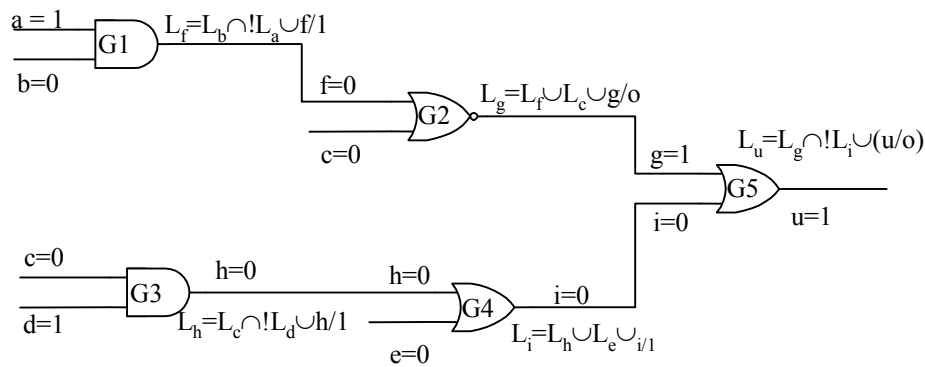 a = 1
G1
b=0
L_f=L_b∩!L_a∪f/1
f=0
G2
c=0
L_g=L_f∪L_c∪g/o
g=1
G5
i=0
L_u=L_g∩!L_i∪(u/o)
u=1
c=0
G3
d=1
h=0
L_h=L_c∩!L_d∪h/1
h=0
G4
e=0
i=0
L_i=L_h∪L_e∪_i/1